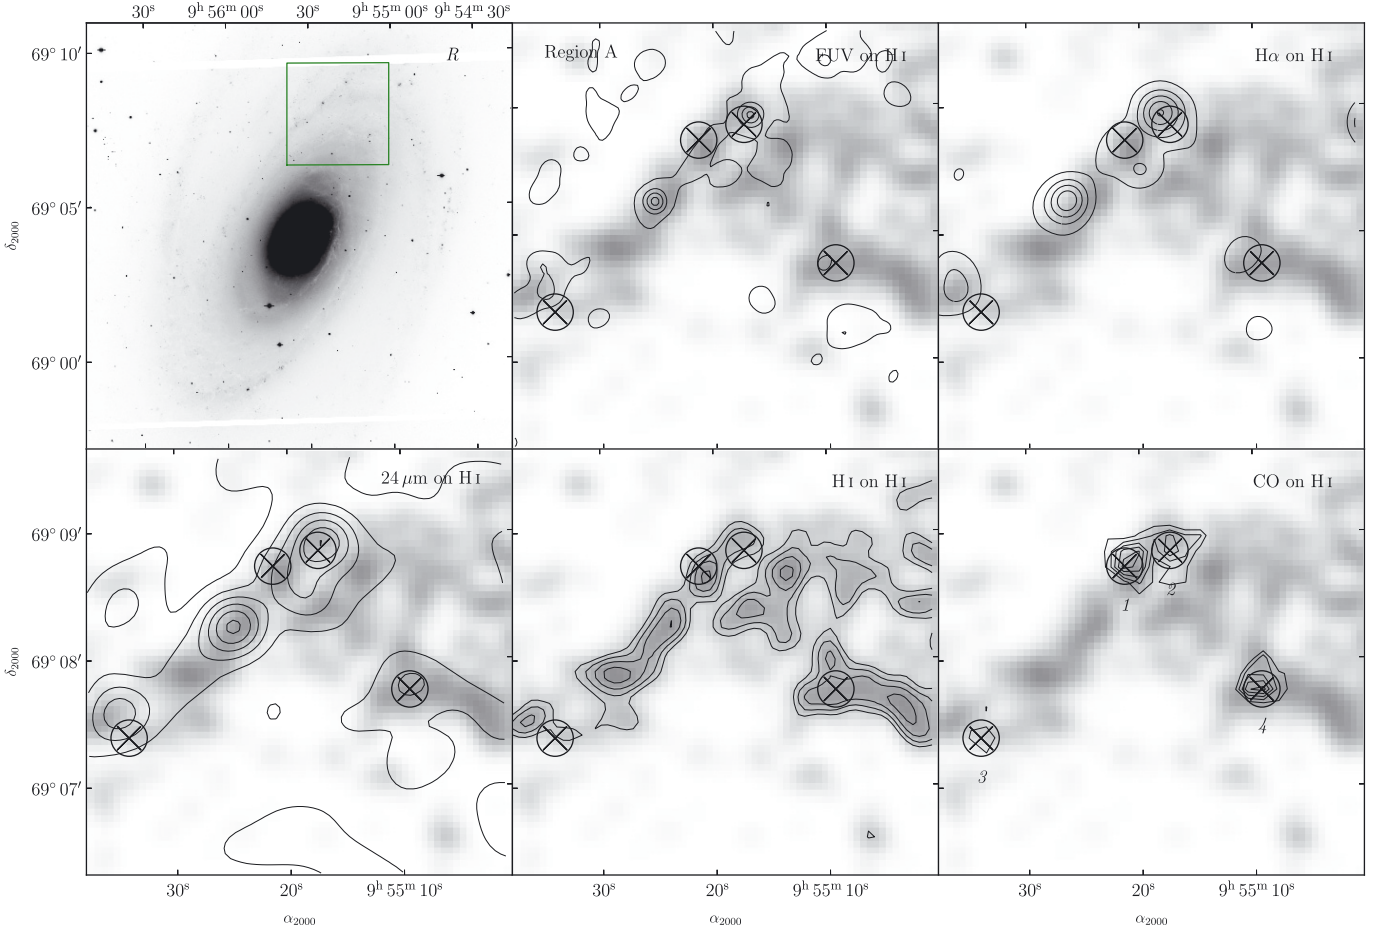 30ˢ 9ʰ 56ᵐ 00ˢ 30ˢ 9ʰ 55ᵐ 00ˢ 9ʰ 54ᵐ 30ˢ
R
Region A
FUV on H I
Hα on H I
69° 10′
69° 05′
69° 00′
δ₂₀₀₀
24 μm on H I
H I on H I
CO on H I
69° 09′
69° 08′
69° 07′
δ₂₀₀₀
1
2
3
4
30ˢ 20ˢ 9ʰ 55ᵐ 10ˢ
30ˢ 20ˢ 9ʰ 55ᵐ 10ˢ
30ˢ 20ˢ 9ʰ 55ᵐ 10ˢ
α₂₀₀₀
α₂₀₀₀
α₂₀₀₀